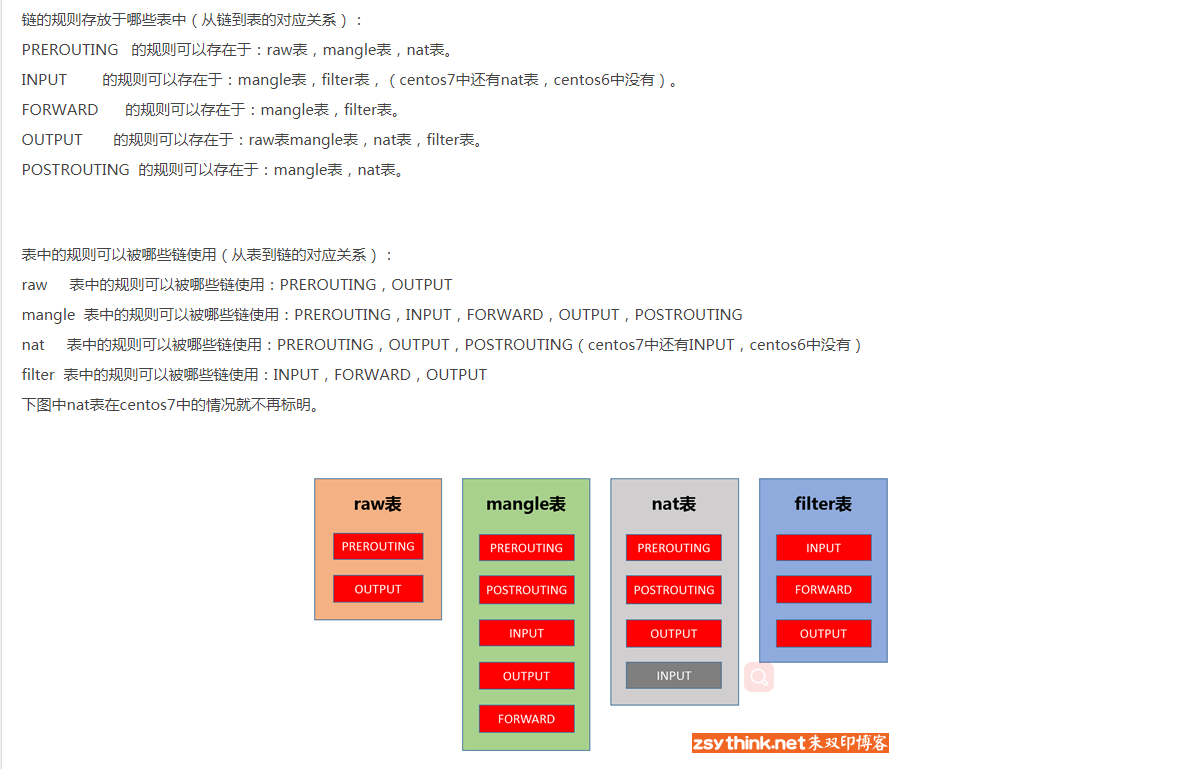 链的规则存放于哪些表中（从链到表的对应关系）：
PREROUTING 的规则可以存在于：raw表，mangle表，nat表。
INPUT 的规则可以存在于：mangle表，filter表，（centos7中还有nat表，centos6中没有）。
FORWARD 的规则可以存在于：mangle表，filter表。
OUTPUT 的规则可以存在于：raw表mangle表，nat表，filter表。
POSTROUTING 的规则可以存在于：mangle表，nat表。
表中的规则可以被哪些链使用（从表到链的对应关系）：
raw 表中的规则可以被哪些链使用：PREROUTING，OUTPUT
mangle 表中的规则可以被哪些链使用：PREROUTING，INPUT，FORWARD，OUTPUT，POSTROUTING
nat 表中的规则可以被哪些链使用：PREROUTING，OUTPUT，POSTROUTING（centos7中还有INPUT，centos6中没有）
filter 表中的规则可以被哪些链使用：INPUT，FORWARD，OUTPUT
下图中nat表在centos7中的情况就不再标明。
raw表
PREROUTING
OUTPUT
mangle表
PREROUTING
POSTROUTING
INPUT
OUTPUT
FORWARD
nat表
PREROUTING
POSTROUTING
OUTPUT
INPUT
filter表
INPUT
FORWARD
OUTPUT
zsythink.net朱双印博客